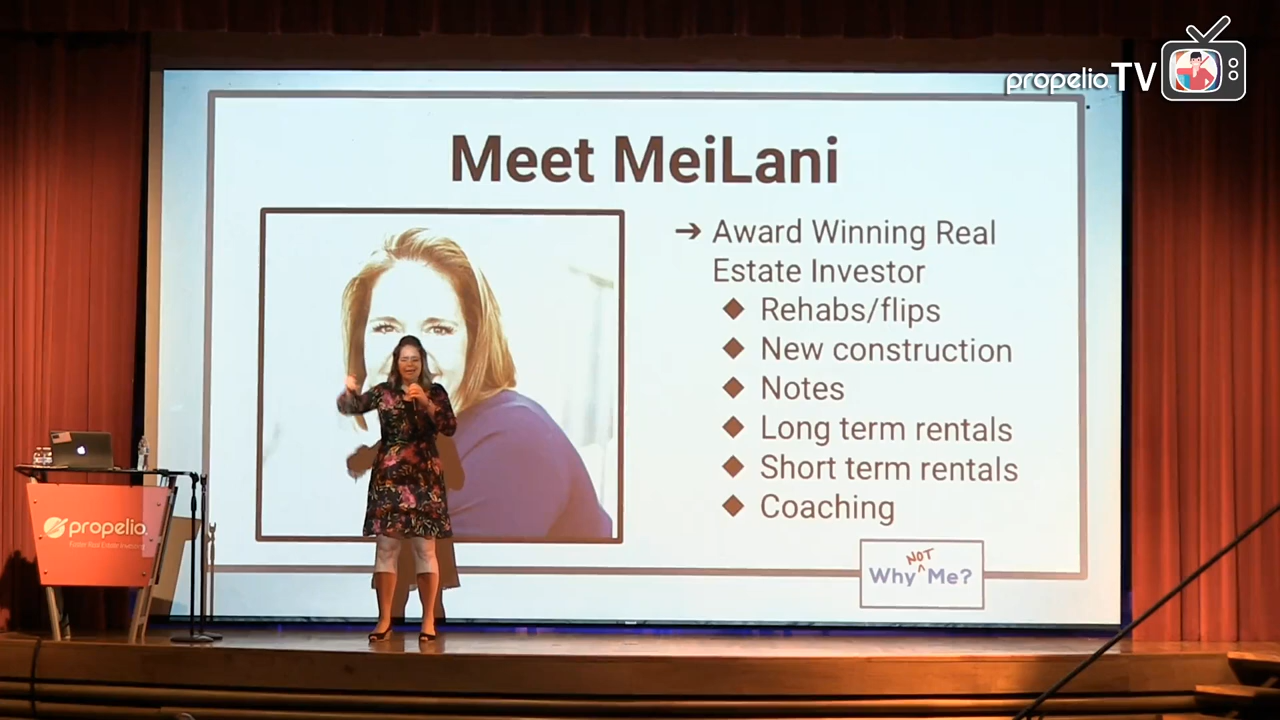 propelio TV
Meet MeiLani
➔ Award Winning Real
Estate Investor
◆ Rehabs/flips
◆ New construction
◆ Notes
◆ Long term rentals
◆ Short term rentals
◆ Coaching
NOT
Why ^ Me?
propelio